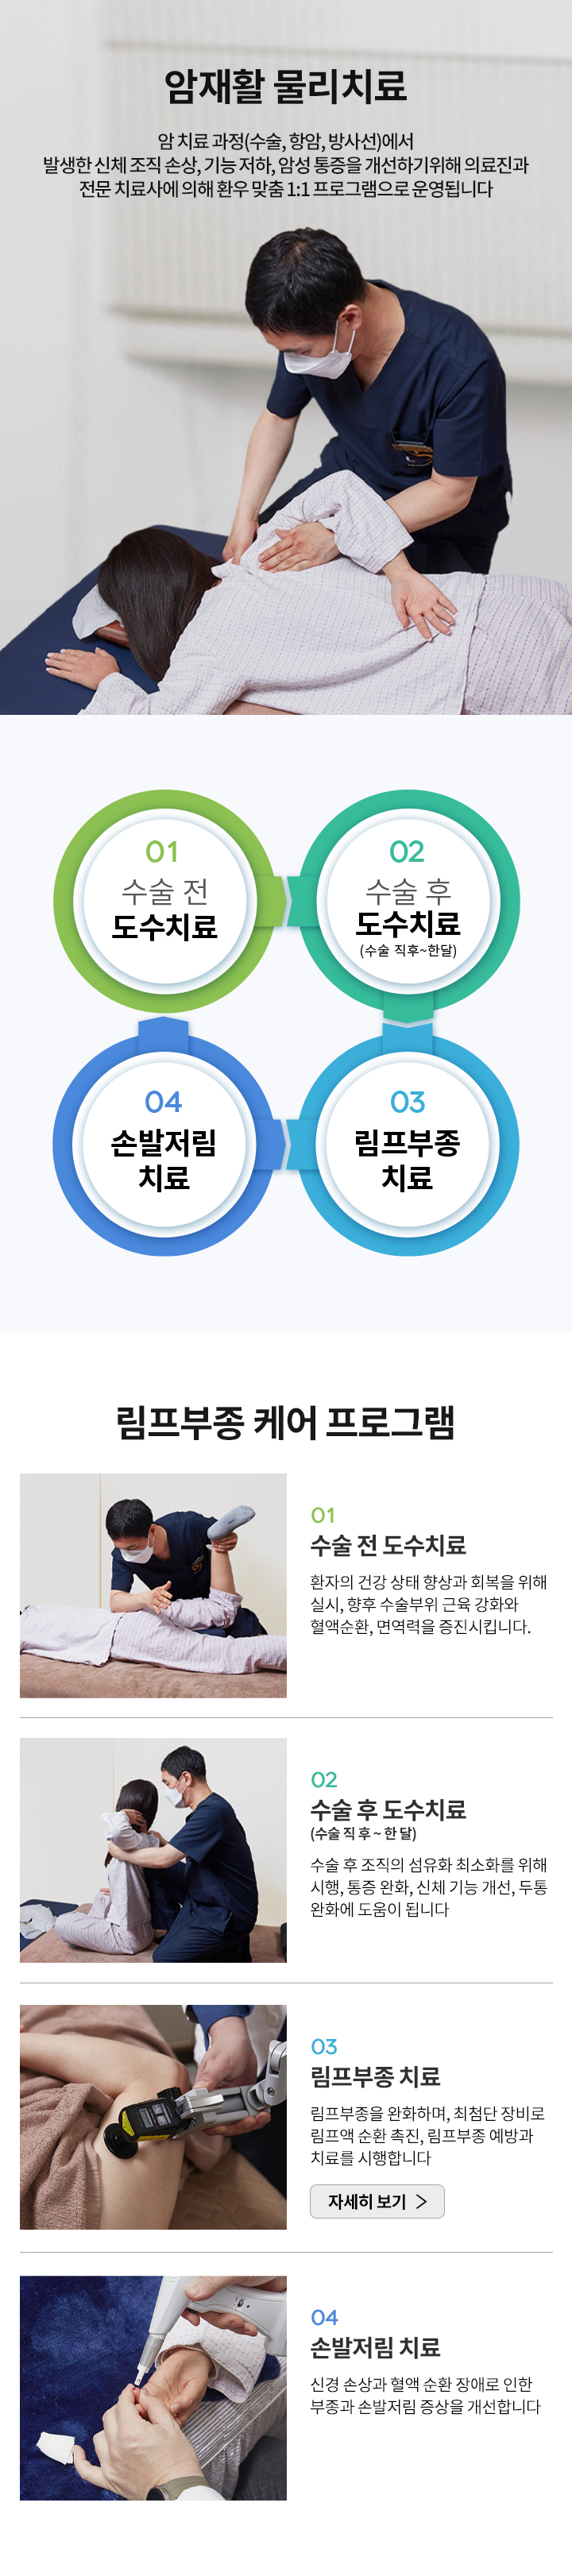 암재활 물리치료
암 치료 과정(수술, 항암, 방사선)에서
발생한 신체 조직 손상, 기능 저하, 암성 통증을 개선하기위해 의료진과
전문 치료사에 의해 환우 맞춤 1:1 프로그램으로 운영됩니다
01
수술 전
도수치료
02
수술 후
도수치료
(수술 직후~한달)
04
손발저림
치료
03
림프부종
치료
림프부종 케어 프로그램
01
수술 전 도수치료
환자의 건강 상태 향상과 회복을 위해
실시, 향후 수술부위 근육 강화와
혈액순환, 면역력을 증진시킵니다.
02
수술 후 도수치료
(수술 직 후 ~ 한 달)
수술 후 조직의 섬유화 최소화를 위해
시행, 통증 완화, 신체 기능 개선, 두통
완화에 도움이 됩니다
03
림프부종 치료
림프부종을 완화하며, 최첨단 장비로
림프액 순환 촉진, 림프부종 예방과
치료를 시행합니다
자세히 보기 >
04
손발저림 치료
신경 손상과 혈액 순환 장애로 인한
부종과 손발저림 증상을 개선합니다